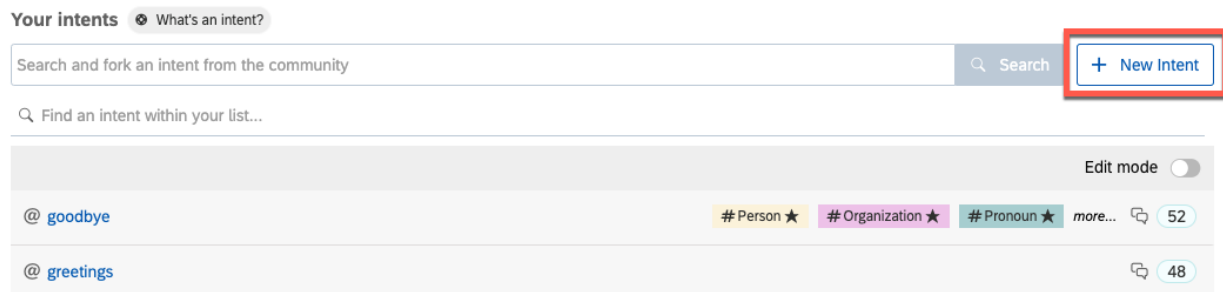 Your intents What's an intent?
Search and fork an intent from the community Search + New Intent
Find an intent within your list...
Edit mode
@ goodbye #Person ★ #Organization ★ #Pronoun ★ more... 52
@ greetings 48